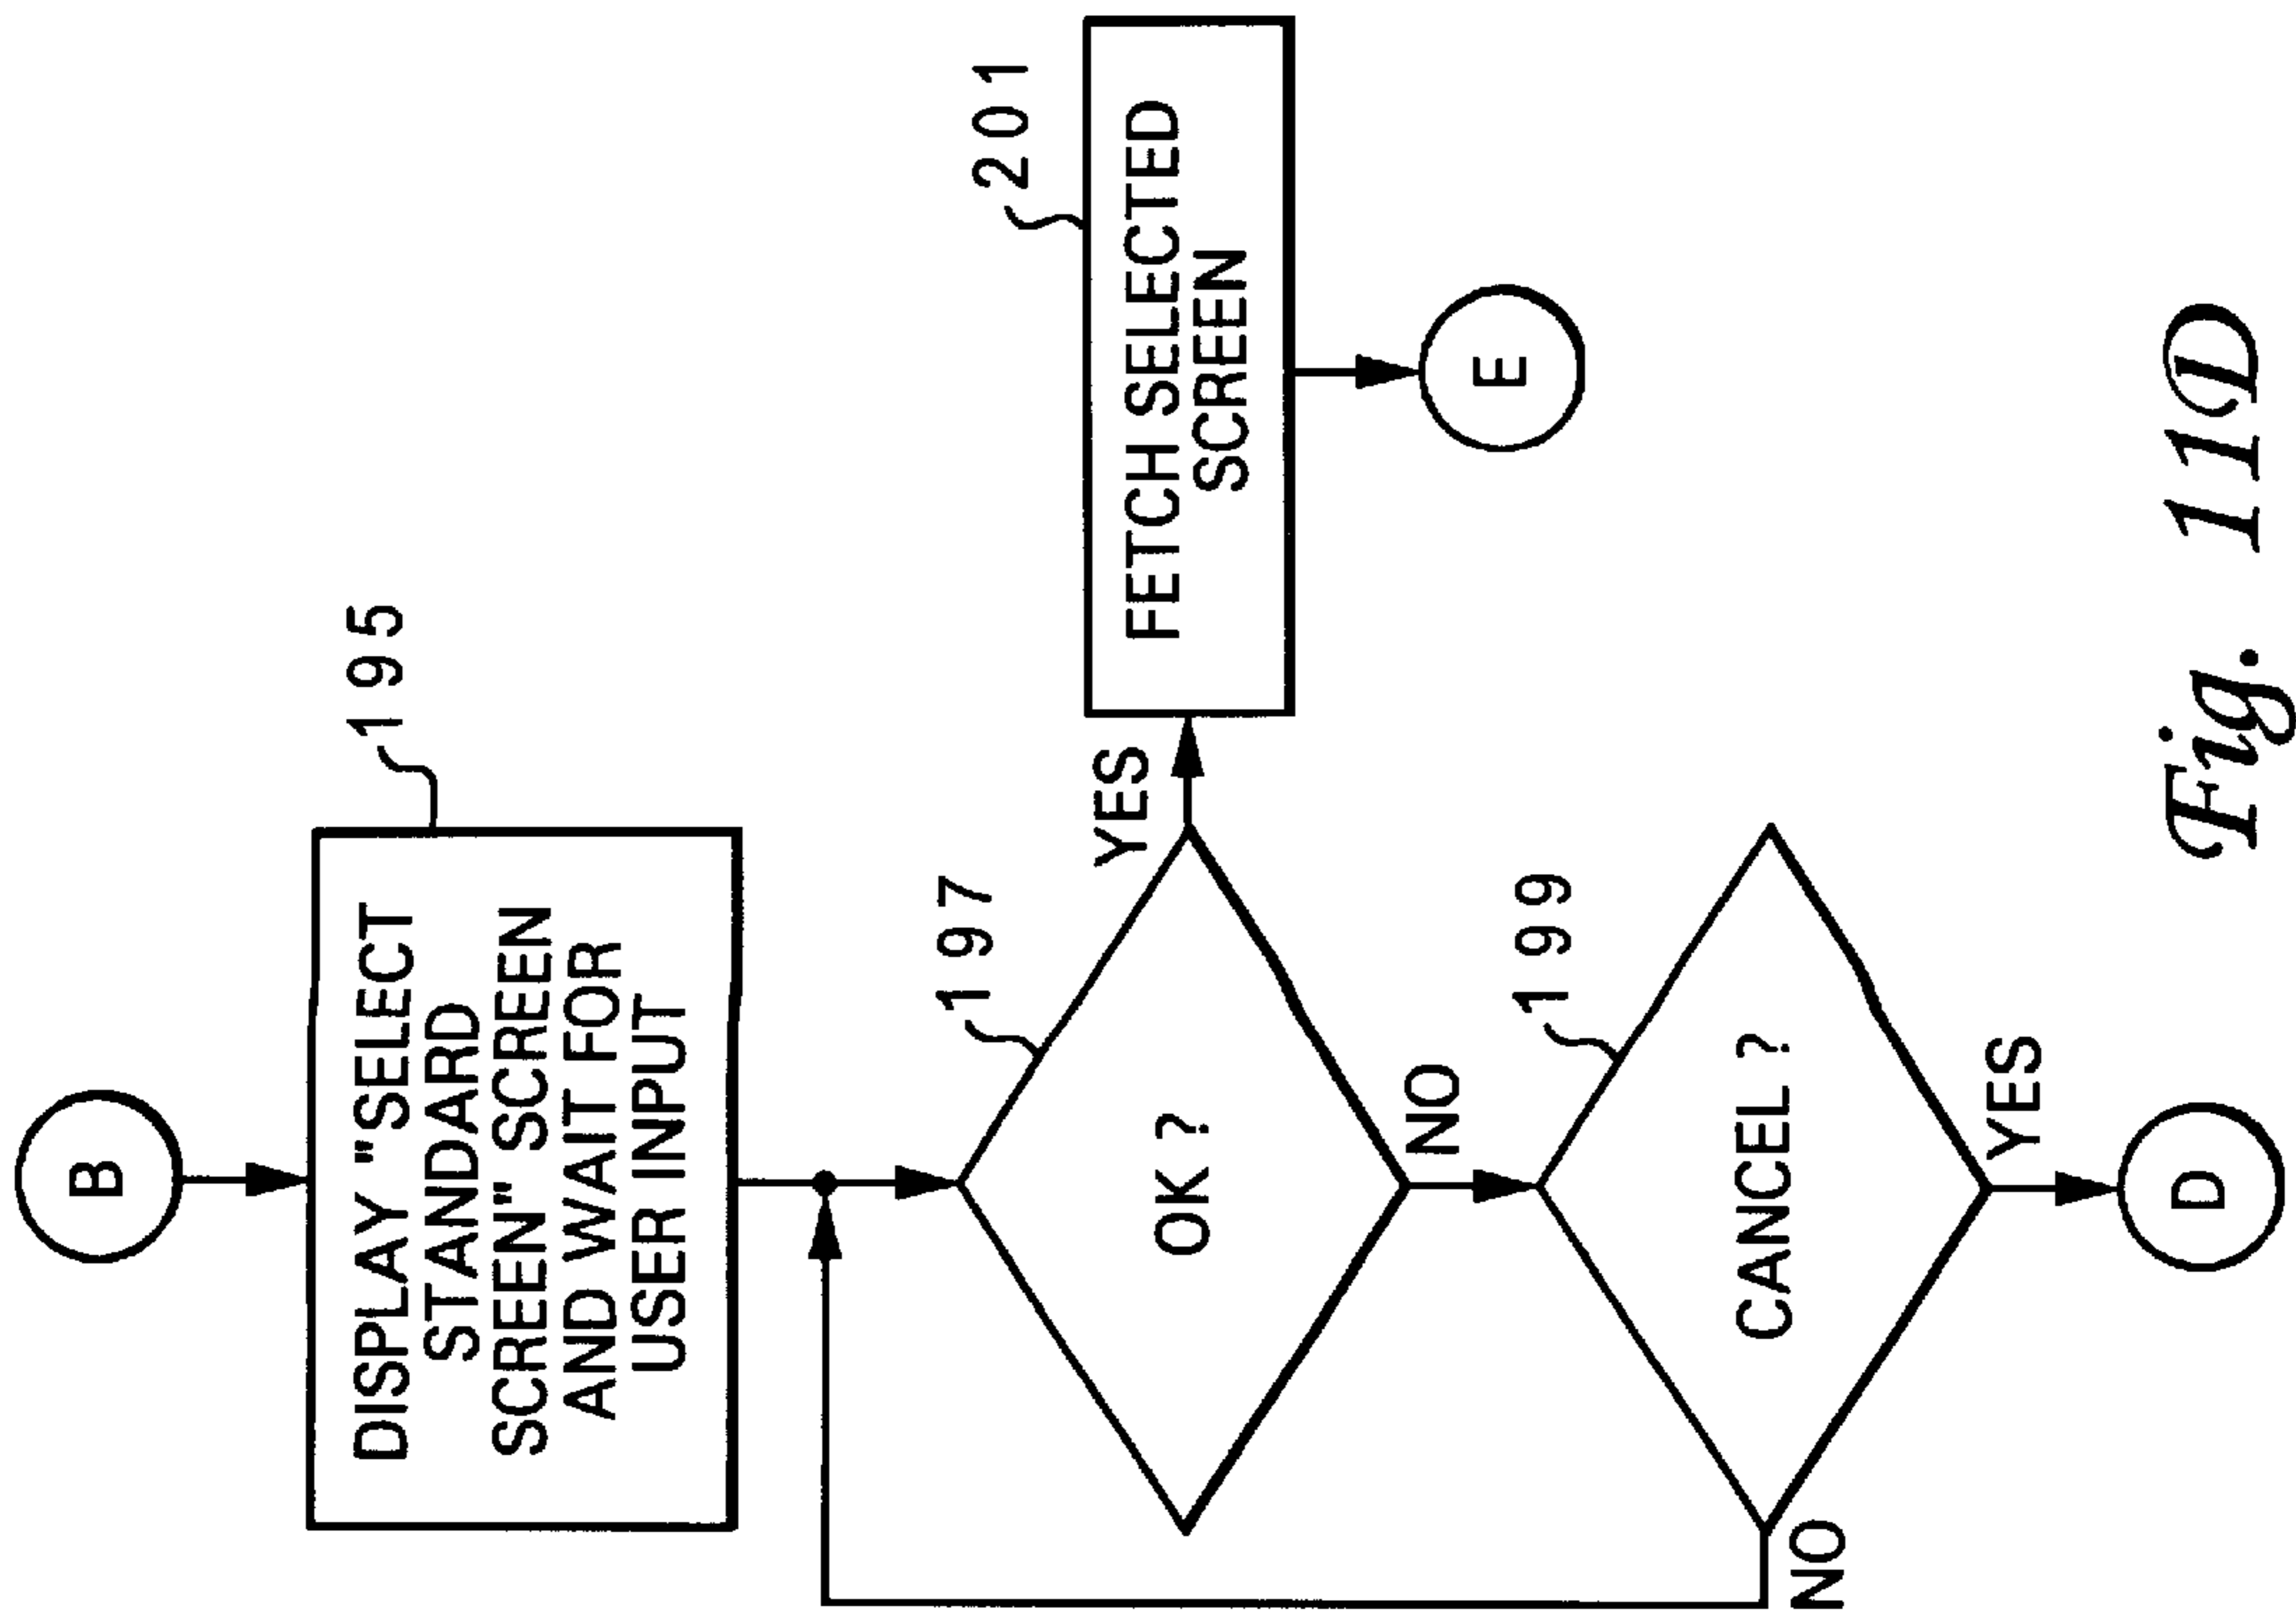 B
195
DISPLAY "SELECT
STANDARD
SCREEN" SCREEN
AND WAIT FOR
USER INPUT
197
OK ?
YES
201
FETCH SELECTED
SCREEN
E
NO
199
CANCEL ?
NO
YES
D
Fig. 11D